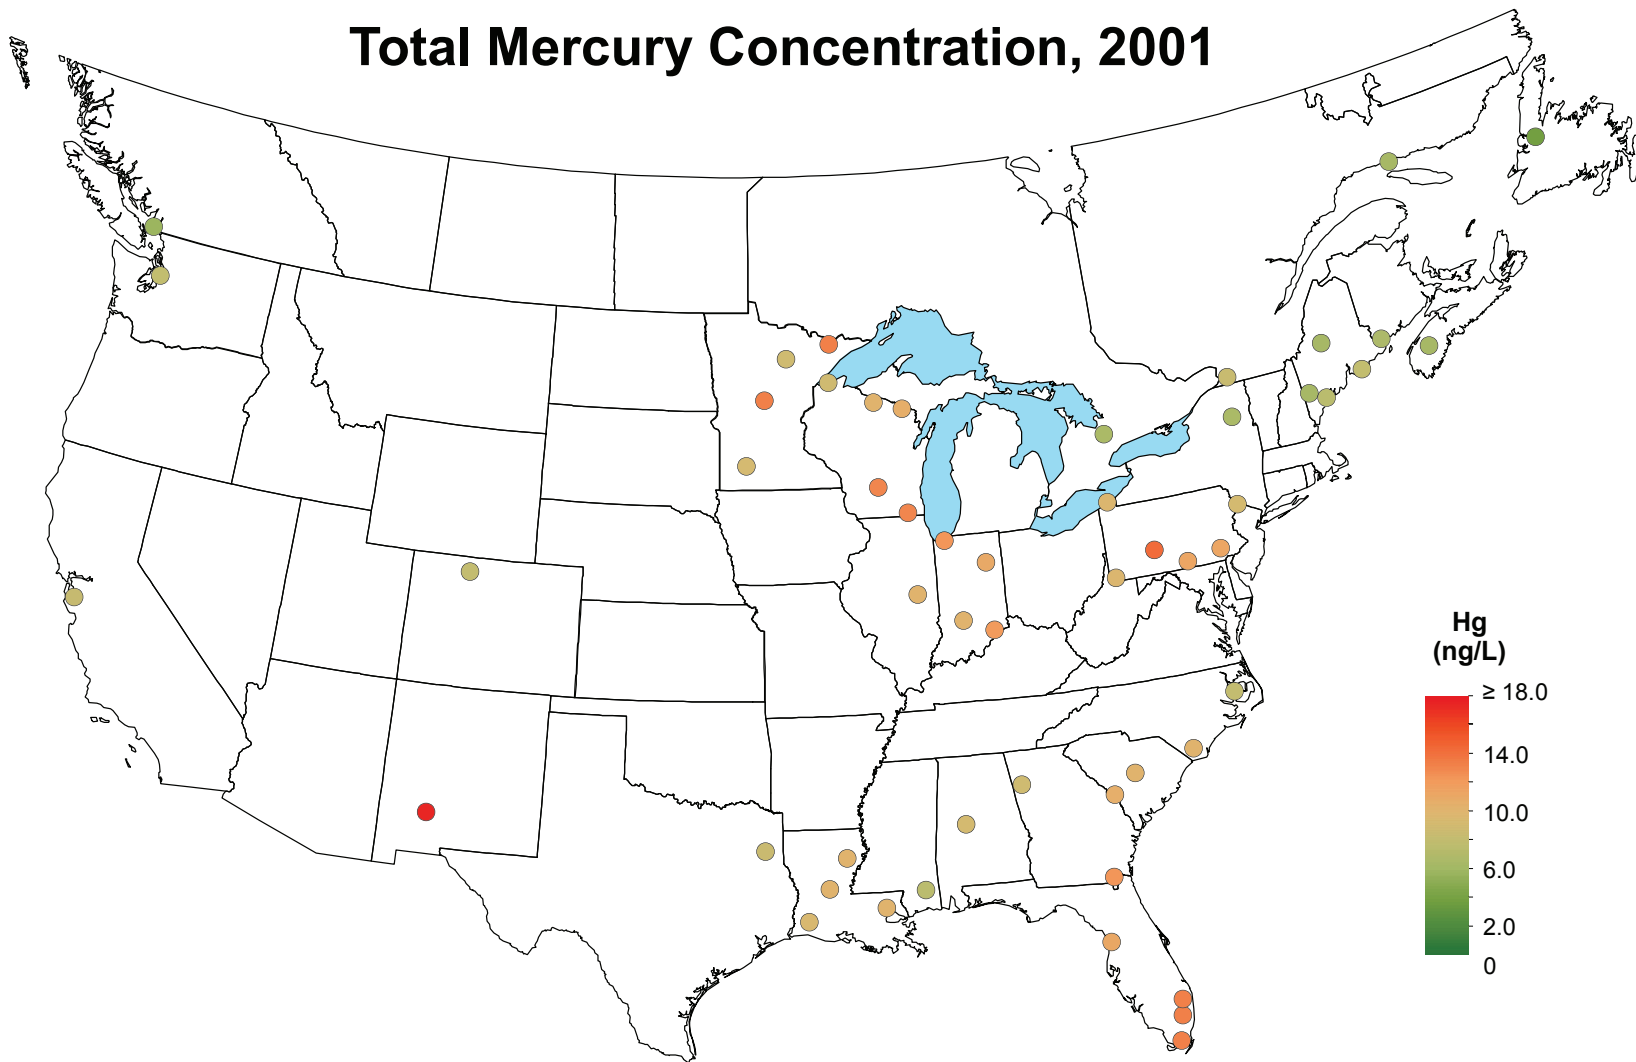 Total Mercury Concentration, 2001
Hg
(ng/L)
≥ 18.0
14.0
10.0
6.0
2.0
0